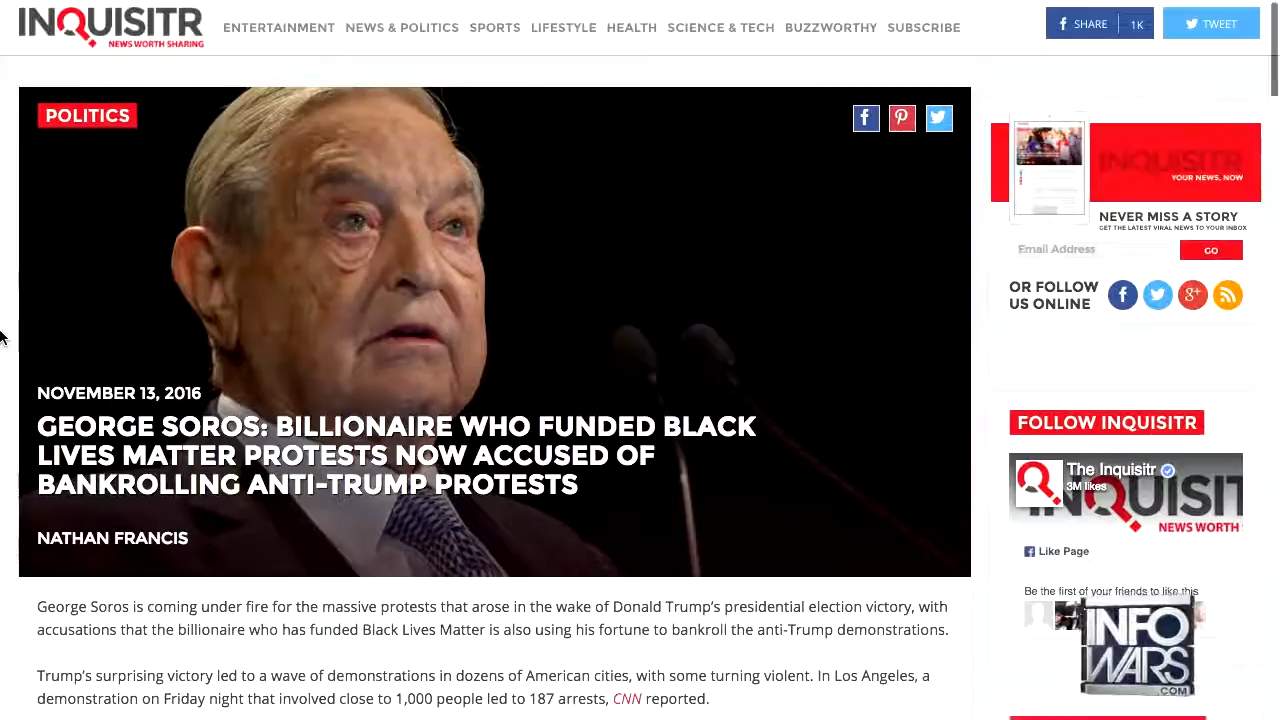 INQUISITR
NEWS WORTH SHARING
ENTERTAINMENT NEWS & POLITICS SPORTS LIFESTYLE HEALTH SCIENCE & TECH BUZZWORTHY SUBSCRIBE
SHARE 1K
TWEET
POLITICS
INQUISITR
YOUR NEWS, NOW
NEVER MISS A STORY
GET THE LATEST VIRAL NEWS TO YOUR INBOX
Email Address GO
OR FOLLOW
US ONLINE
NOVEMBER 13, 2016
GEORGE SOROS: BILLIONAIRE WHO FUNDED BLACK
LIVES MATTER PROTESTS NOW ACCUSED OF
BANKROLLING ANTI-TRUMP PROTESTS
NATHAN FRANCIS
FOLLOW INQUISITR
The Inquisitr
3M likes
INQUISIT
NEWS WORTH S
Like Page
Be the first of your friends to like this
George Soros is coming under fire for the massive protests that arose in the wake of Donald Trump's presidential election victory, with
accusations that the billionaire who has funded Black Lives Matter is also using his fortune to bankroll the anti-Trump demonstrations.
Trump's surprising victory led to a wave of demonstrations in dozens of American cities, with some turning violent. In Los Angeles, a
demonstration on Friday night that involved close to 1,000 people led to 187 arrests, CNN reported.
INFO
WARS
.COM